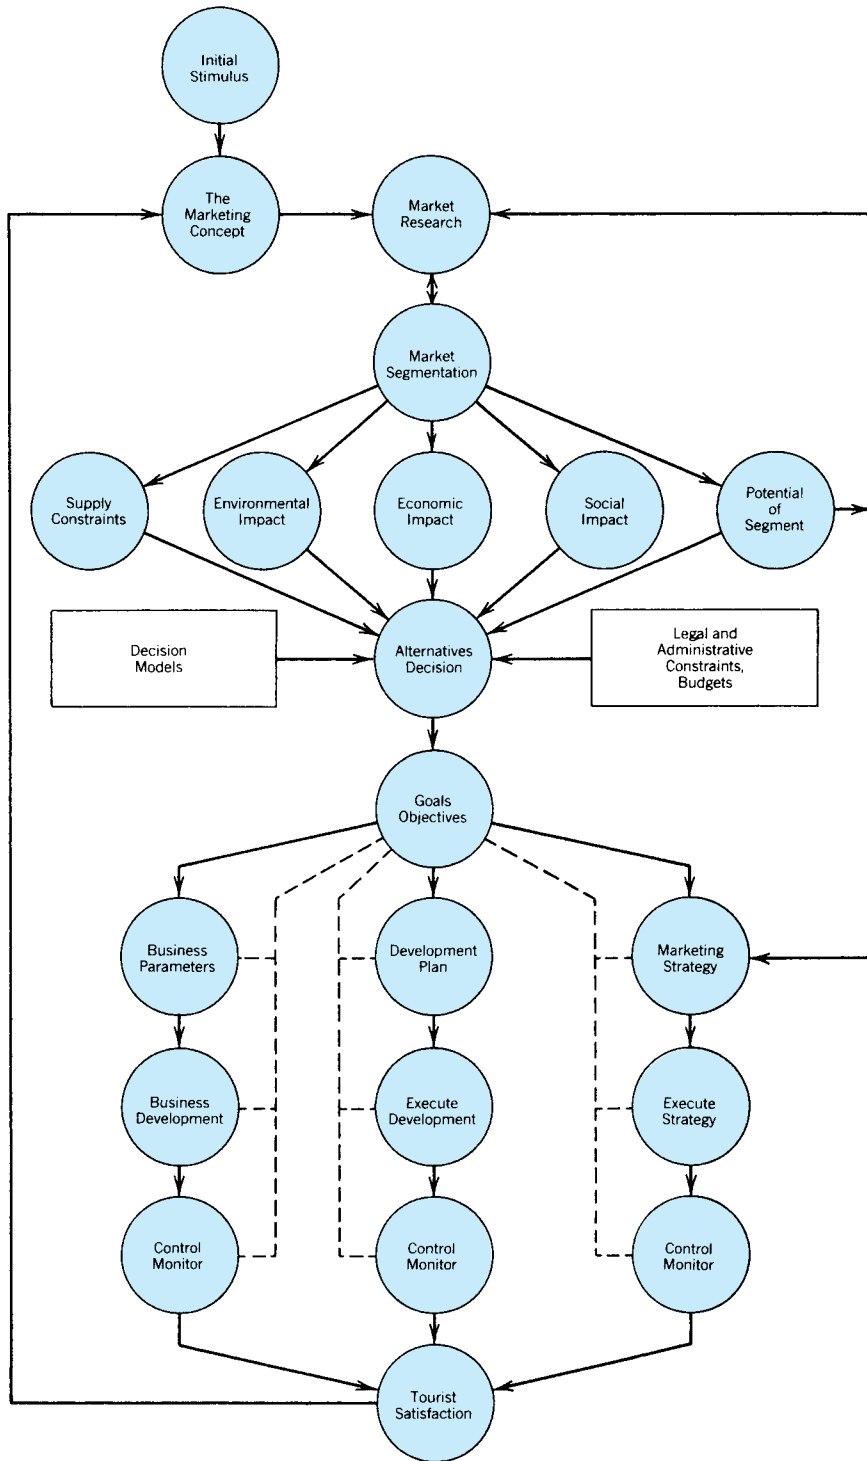 Initial
Stimulus
The
Marketing
Concept
Market
Research
Market
Segmentation
Supply
Constraints
Environmental
Impact
Economic
Impact
Social
Impact
Potential
of
Segment
Decision
Models
Alternatives
Decision
Legal and
Administrative
Constraints,
Budgets
Goals
Objectives
Business
Parameters
Development
Plan
Marketing
Strategy
Business
Development
Execute
Development
Execute
Strategy
Control
Monitor
Control
Monitor
Control
Monitor
Tourist
Satisfaction